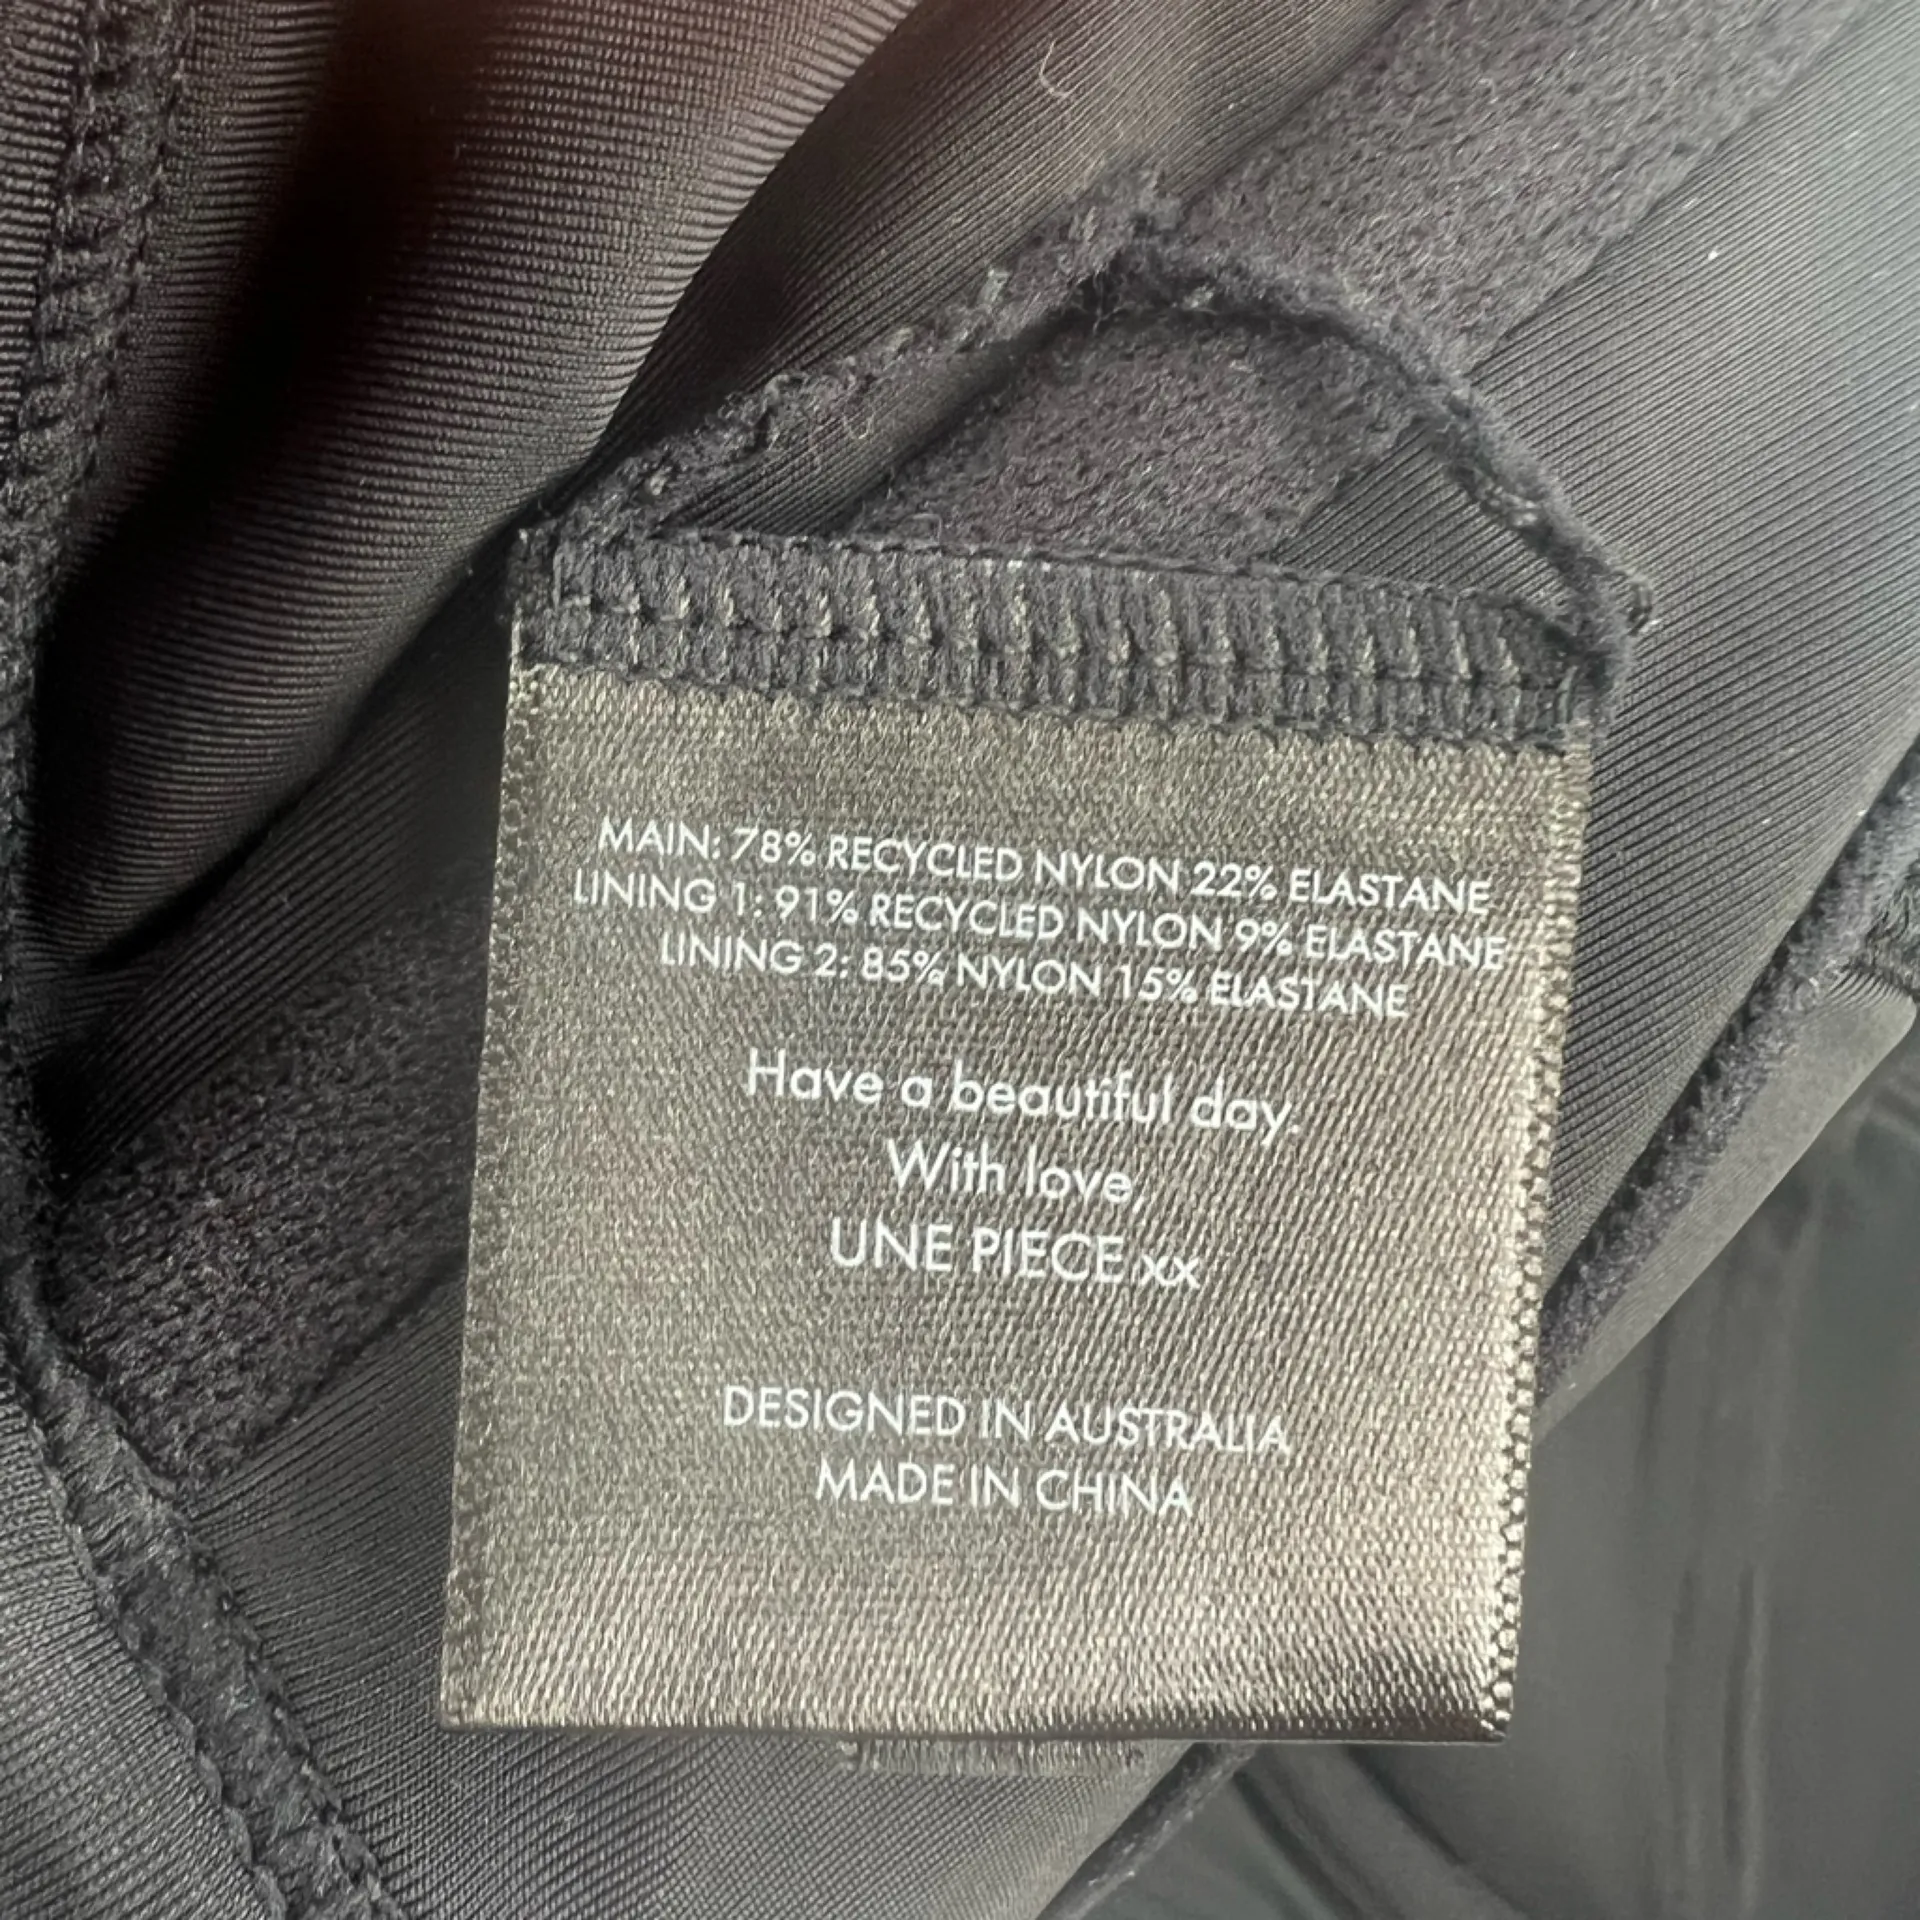 MAIN: 78% RECYCLED NYLON 22% ELASTANE
LINING 1: 91% RECYCLED NYLON 9% ELASTANE
LINING 2: 85% NYLON 15% ELASTANE
Have a beautiful day.
With love,
UNE PIECE xx
DESIGNED IN AUSTRALIA
MADE IN CHINA